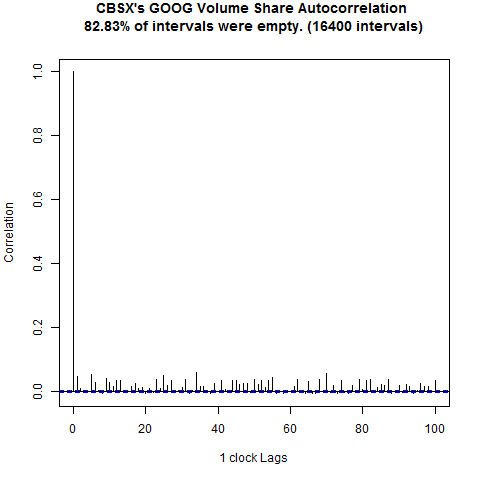 CBSX's GOOG Volume Share Autocorrelation
82.83% of intervals were empty. (16400 intervals)
1.0
0.8
0.6
0.4
0.2
0.0
Correlation
0 20 40 60 80 100
1 clock Lags